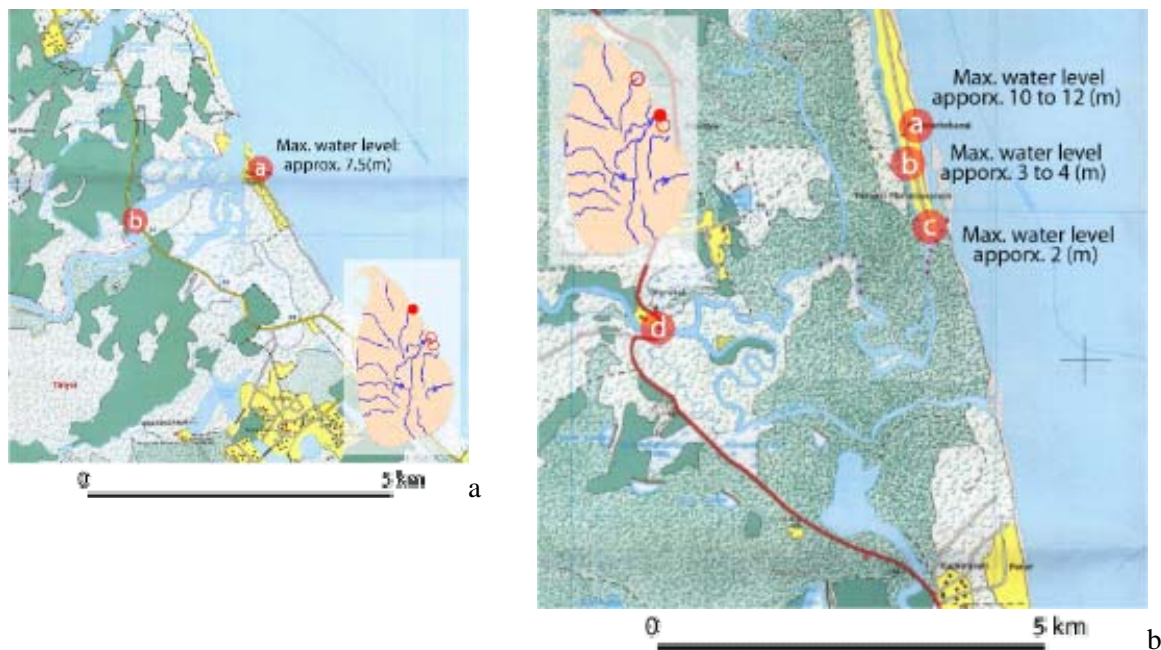 Max. water level:
approx. 7.5(m)
a
b
Tiriyai
0
5 km
a
Max. water level
apporx. 10 to 12 (m)
a
b
Max. water level
apporx. 3 to 4 (m)
c
Max. water level
apporx. 2 (m)
d
0
5 km
b